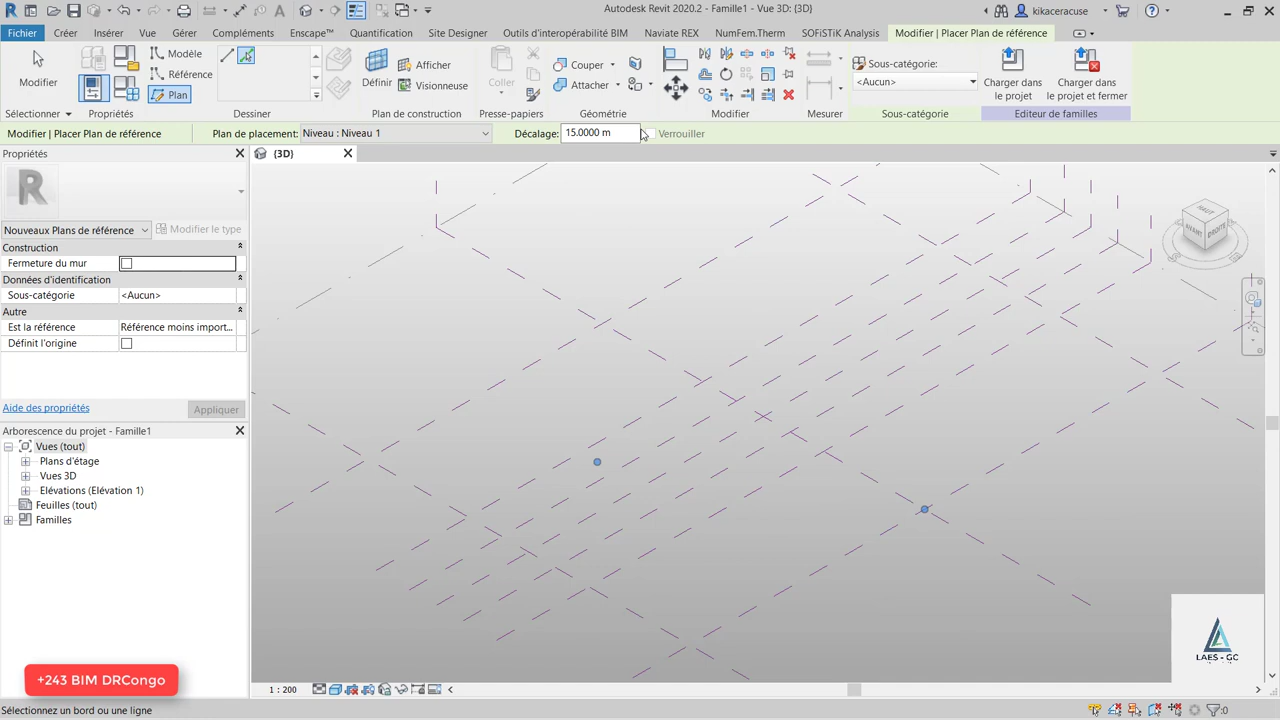 Autodesk Revit 2020.2 - Famille1 - Vue 3D: {3D}
kikaceracuse
Fichier Créer Insérer Vue Gérer Compléments Enscape™ Quantification Site Designer Outils d'interopérabilité BIM Naviate REX NumFem.Therm SOFiSTiK Analysis Modifier | Placer Plan de référence
Modifier
Modèle
Référence
Plan
Définir
Afficher
Visionneuse
Coller
Couper
Attacher
Sous-catégorie:
<Aucun>
Charger dans
le projet
Charger dans
le projet et fermer
Sélectionner Propriétés Dessiner Plan de construction Presse-papiers Géométrie Modifier Mesurer Sous-catégorie Editeur de familles
Modifier | Placer Plan de référence Plan de placement: Niveau : Niveau 1 Décalage: 15.0000 m Verrouiller
Propriétés
{3D}
R
Nouveaux Plans de référence Modifier le type
Construction
Fermeture du mur
Données d'identification
Sous-catégorie <Aucun>
Autre
Est la référence Référence moins import...
Définit l'origine
Aide des propriétés Appliquer
Arborescence du projet - Famille1
Vues (tout)
Plans d'étage
Vues 3D
Elévations (Elévation 1)
Feuilles (tout)
Familles
HAUT
AVANT DROITE
LAES - GC
+243 BIM DRCongo
1 : 200
Sélectionnez un bord ou une ligne
:0